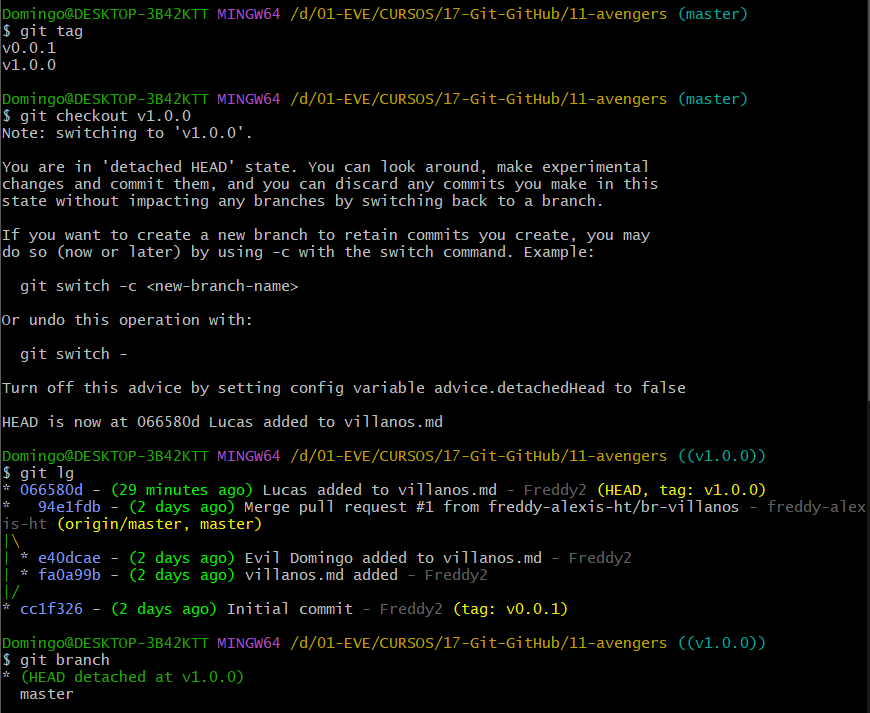 Domingo@DESKTOP-3B42KTT MINGW64 /d/01-EVE/CURSOS/17-Git-GitHub/11-avengers (master)
$ git tag
v0.0.1
v1.0.0
Domingo@DESKTOP-3B42KTT MINGW64 /d/01-EVE/CURSOS/17-Git-GitHub/11-avengers (master)
$ git checkout v1.0.0
Note: switching to 'v1.0.0'.
You are in 'detached HEAD' state. You can look around, make experimental
changes and commit them, and you can discard any commits you make in this
state without impacting any branches by switching back to a branch.
If you want to create a new branch to retain commits you create, you may
do so (now or later) by using -c with the switch command. Example:
  git switch -c <new-branch-name>
Or undo this operation with:
  git switch -
Turn off this advice by setting config variable advice.detachedHead to false
HEAD is now at 066580d Lucas added to villanos.md
Domingo@DESKTOP-3B42KTT MINGW64 /d/01-EVE/CURSOS/17-Git-GitHub/11-avengers ((v1.0.0))
$ git lg
* 066580d - (29 minutes ago) Lucas added to villanos.md - Freddy2 (HEAD, tag: v1.0.0)
*   94e1fdb - (2 days ago) Merge pull request #1 from freddy-alexis-ht/br-villanos - freddy-alex
is-ht (origin/master, master)
|\
| * e40dcae - (2 days ago) Evil Domingo added to villanos.md - Freddy2
| * fa0a99b - (2 days ago) villanos.md added - Freddy2
|/
* cc1f326 - (2 days ago) Initial commit - Freddy2 (tag: v0.0.1)
Domingo@DESKTOP-3B42KTT MINGW64 /d/01-EVE/CURSOS/17-Git-GitHub/11-avengers ((v1.0.0))
$ git branch
* (HEAD detached at v1.0.0)
  master